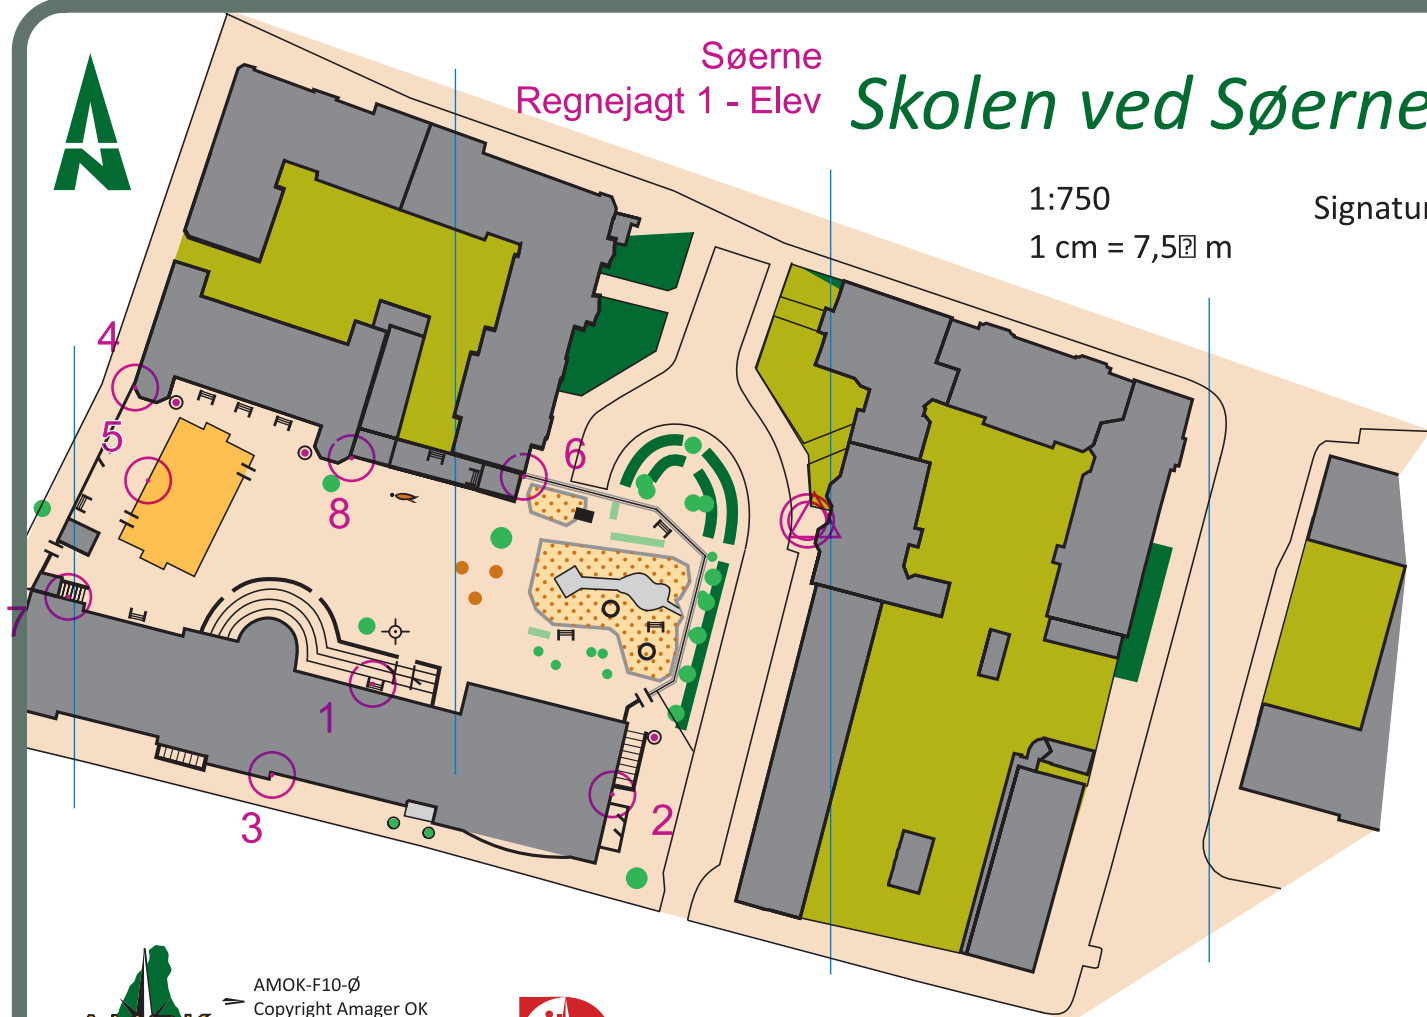 Søerne
Regnejagt 1 - Elev
Skolen ved Søerne
1:750
1 cm = 7,5 m
Signatur
4
5
6
8
7
1
2
3
AMOK-F10-Ø
Copyright Amager OK